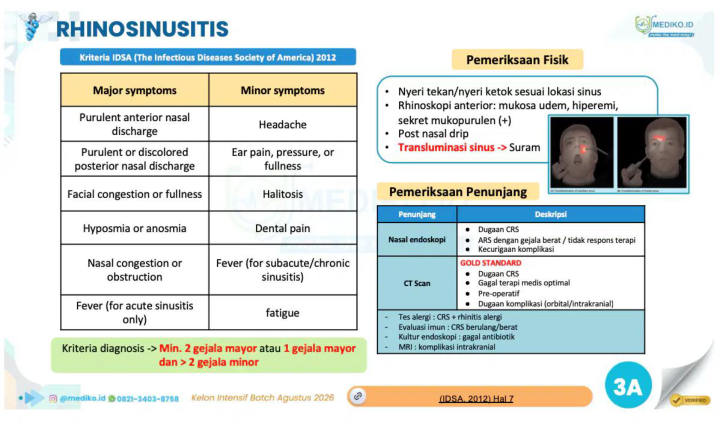 RHINOSINUSITIS
MEDIKO.ID
Kriteria IDSA (The Infectious Diseases Society of America) 2012
Major symptoms
Minor symptoms
Purulent anterior nasal
discharge
Headache
Purulent or discolored
posterior nasal discharge
Ear pain, pressure, or
fullness
Facial congestion or fullness
Halitosis
Hyposmia or anosmia
Dental pain
Nasal congestion or
obstruction
Fever (for subacute/chronic
sinusitis)
Fever (for acute sinusitis
only)
fatigue
Kriteria diagnosis -> Min. 2 gejala mayor atau 1 gejala mayor
dan > 2 gejala minor
Pemeriksaan Fisik
• Nyeri tekan/nyeri ketok sesuai lokasi sinus
• Rhinoskopi anterior: mukosa udem, hiperemi,
sekret mukopurulen (+)
• Post nasal drip
• Transluminasi sinus -> Suram
Pemeriksaan Penunjang
Penunjang
Deskripsi
Nasal endoskopi
● Dugaan CRS
● ARS dengan gejala berat / tidak respons terapi
● Kecurigaan komplikasi
CT Scan
GOLD STANDARD
● Dugaan CRS
● Gagal terapi medis optimal
● Pre-operatif
● Dugaan komplikasi (orbital/intrakranial)
- Tes alergi : CRS + rhinitis alergi
- Evaluasi imun : CRS berulang/berat
- Kultur endoskopi : gagal antibiotik
- MRI : komplikasi intrakranial
@mediko.id 0821-3403-8758
Kelon Intensif Batch Agustus 2026
(IDSA, 2012) Hal 7
3A
VERIFIED